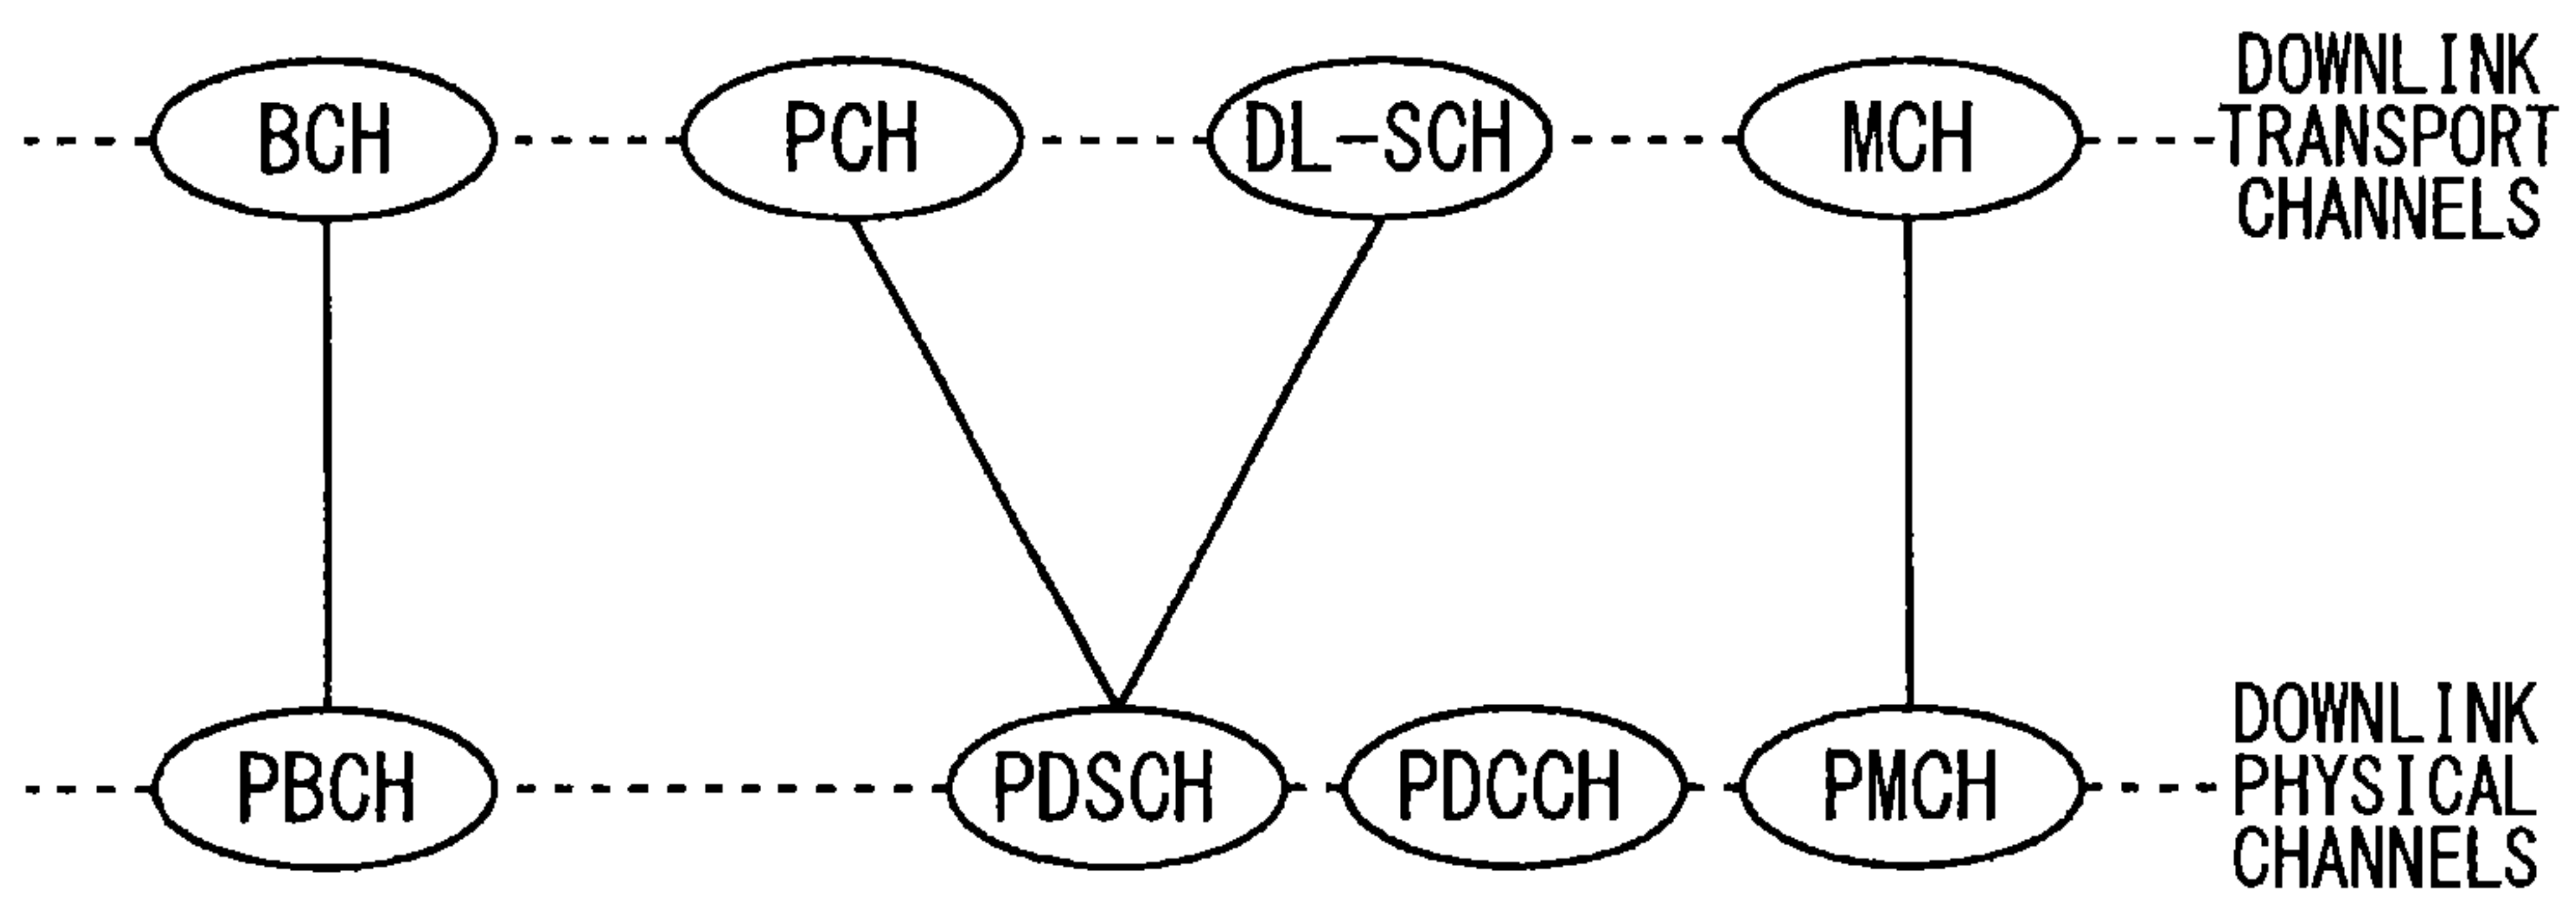 BCH
PCH
DL-SCH
MCH
DOWNLINK
TRANSPORT
CHANNELS
PBCH
PDSCH
PDCCH
PMCH
DOWNLINK
PHYSICAL
CHANNELS